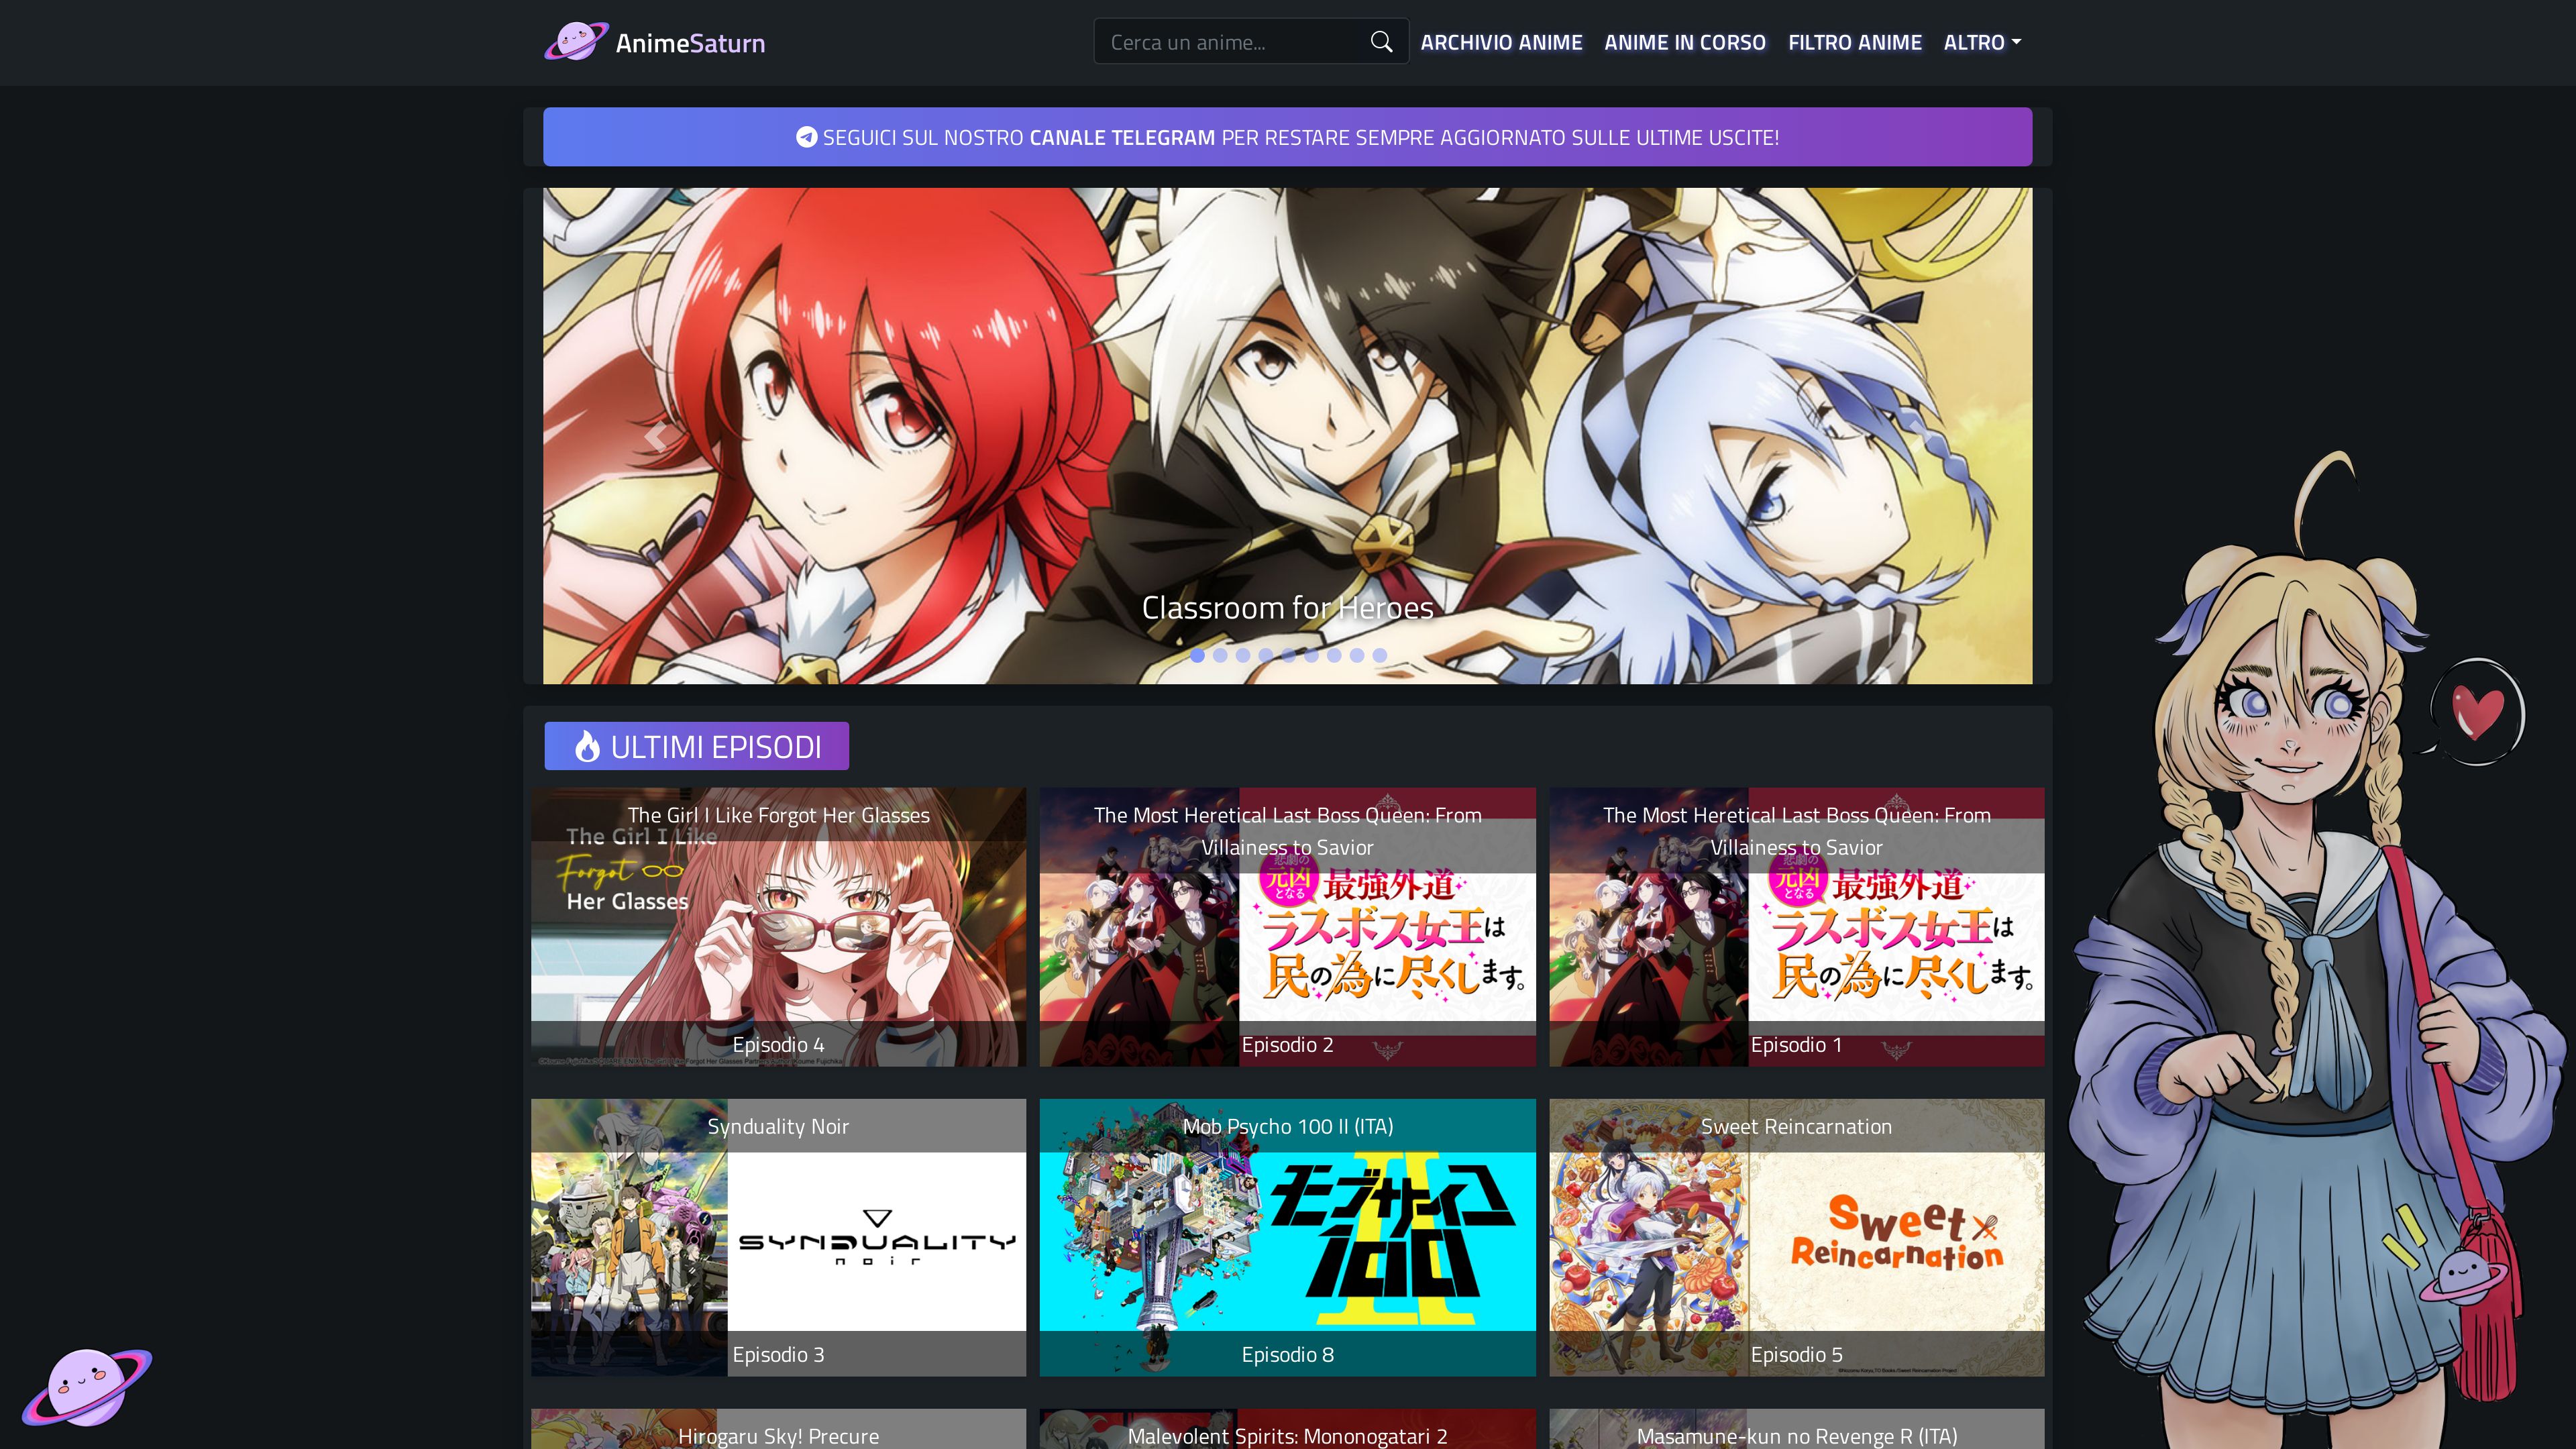 AnimeSaturn
Cerca un anime...
ARCHIVIO ANIME
ANIME IN CORSO
FILTRO ANIME
ALTRO
SEGUICI SUL NOSTRO CANALE TELEGRAM PER RESTARE SEMPRE AGGIORNATO SULLE ULTIME USCITE!
Classroom for Heroes
ULTIMI EPISODI
The Girl I Like Forgot Her Glasses
The Girl I Like
Forgot
Her Glasses
Episodio 4
The Most Heretical Last Boss Queen: From
Villainess to Savior
悲劇の
元凶
となる
最強外道
ラスボス女王は
民の為に尽くします。
Episodio 2
The Most Heretical Last Boss Queen: From
Villainess to Savior
悲劇の
元凶
となる
最強外道
ラスボス女王は
民の為に尽くします。
Episodio 1
Synduality Noir
SYNDUALITY
noir
Episodio 3
Mob Psycho 100 II (ITA)
モブサイコ
100
II
Episodio 8
Sweet Reincarnation
Sweet
Reincarnation
Episodio 5
Hirogaru Sky! Precure
Malevolent Spirits: Mononogatari 2
Masamune-kun no Revenge R (ITA)